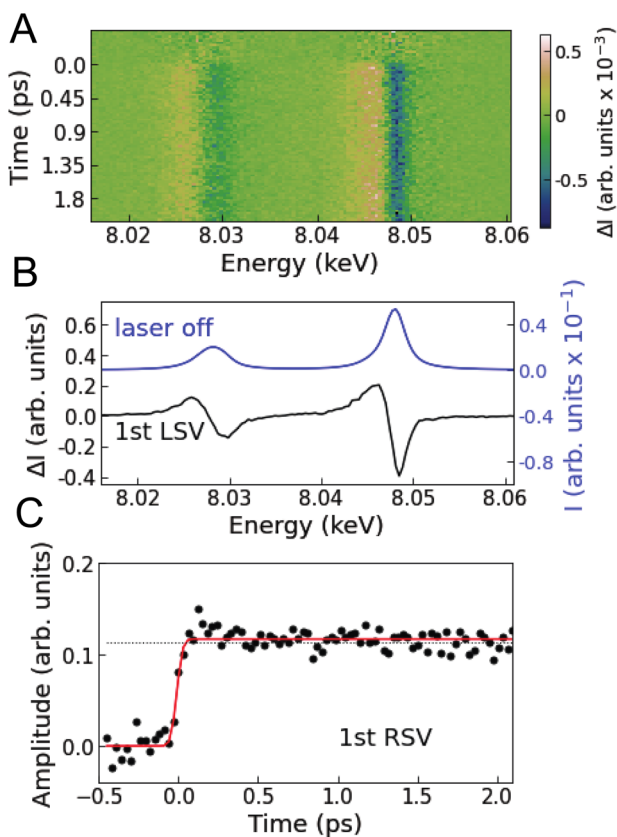 A
Time (ps)
0.0
0.45
0.9
1.35
1.8
8.02 8.03 8.04 8.05 8.06
Energy (keV)
0.5
0
-0.5
ΔI (arb. units x 10⁻³)
B
ΔI (arb. units)
0.6
0.4
0.2
0.0
-0.2
-0.4
laser off
1st LSV
0.4
0.0
-0.4
-0.8
I (arb. units x 10⁻¹)
8.02 8.03 8.04 8.05 8.06
Energy (keV)
C
Amplitude (arb. units)
0.2
0.1
0.0
1st RSV
−0.5 0.0 0.5 1.0 1.5 2.0
Time (ps)